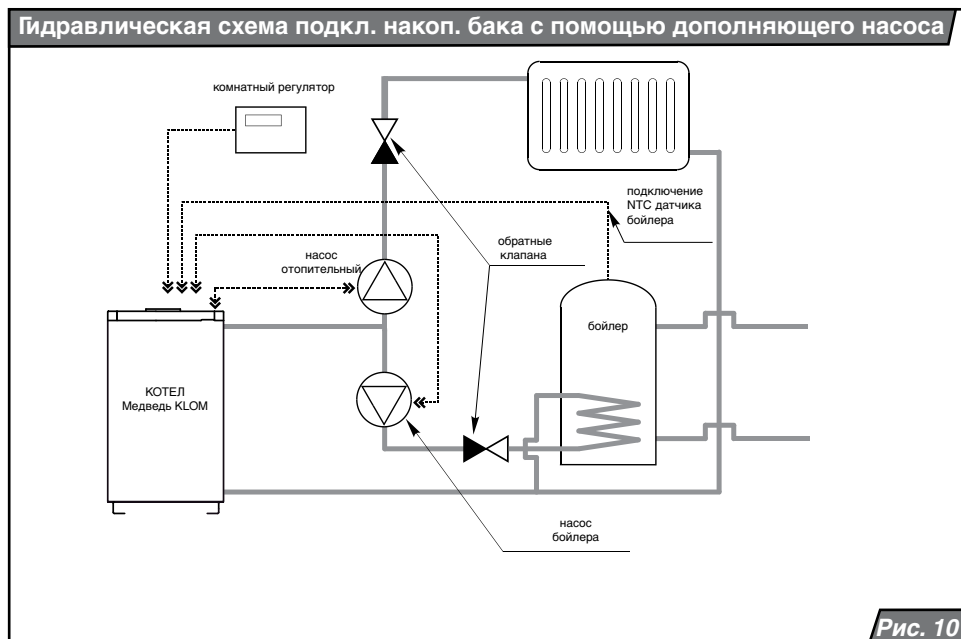 Гидравлическая схема подкл. накоп. бака с помощью дополняющего насоса
комнатный регулятор
подключение
NTC датчика
бойлера
обратные
клапана
насос
отопительный
бойлер
КОТЕЛ
Медведь KLOM
насос
бойлера
Рис. 10